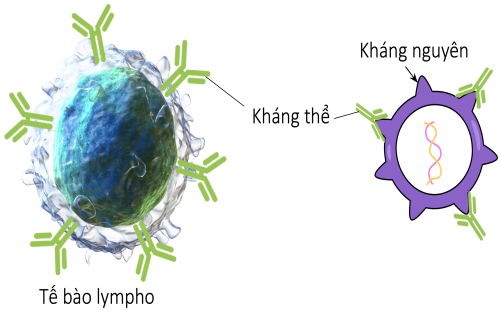 Kháng nguyên
Kháng thể
Tế bào lympho